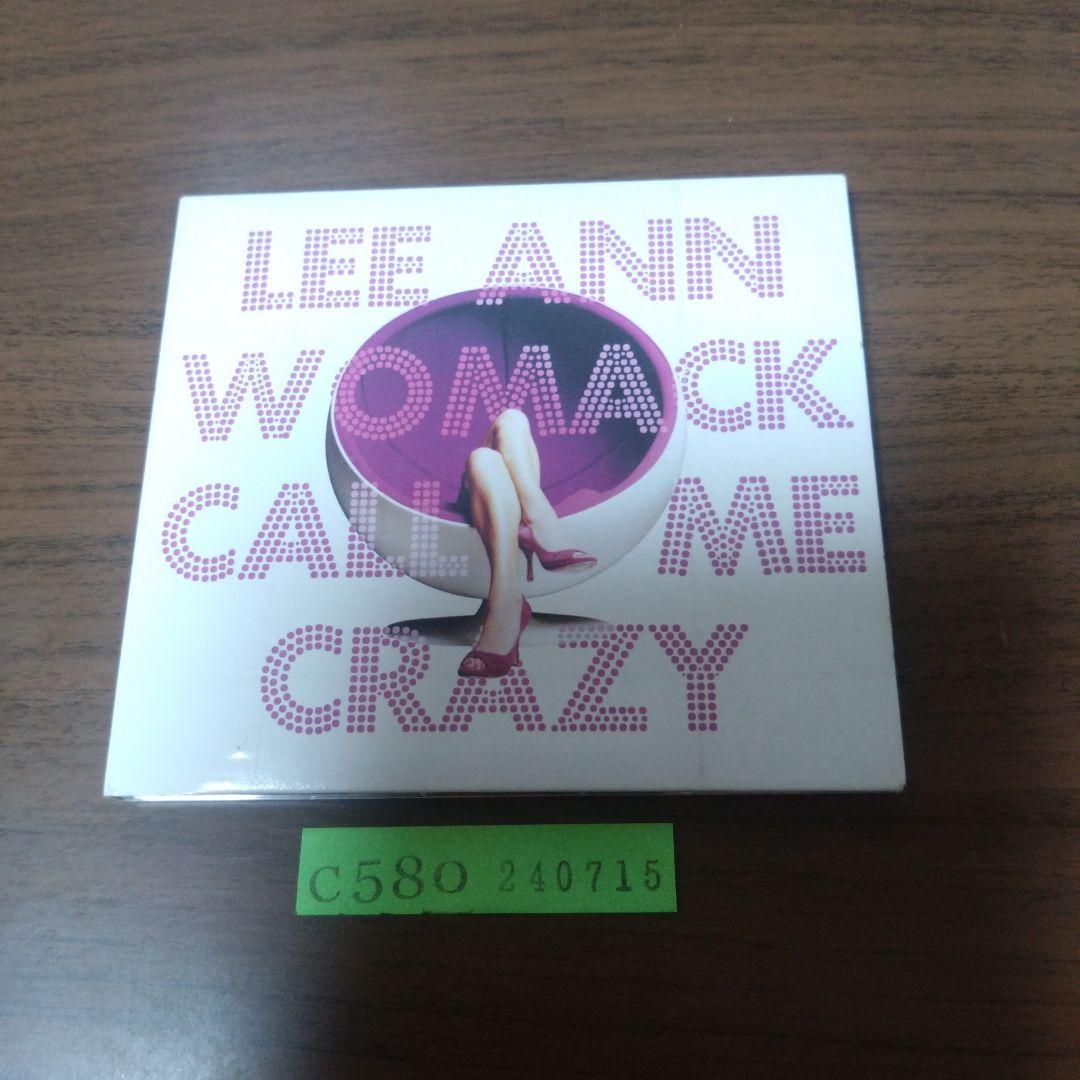 LEE ANN
WOMACK
CALL ME
CRAZY
C580 240715